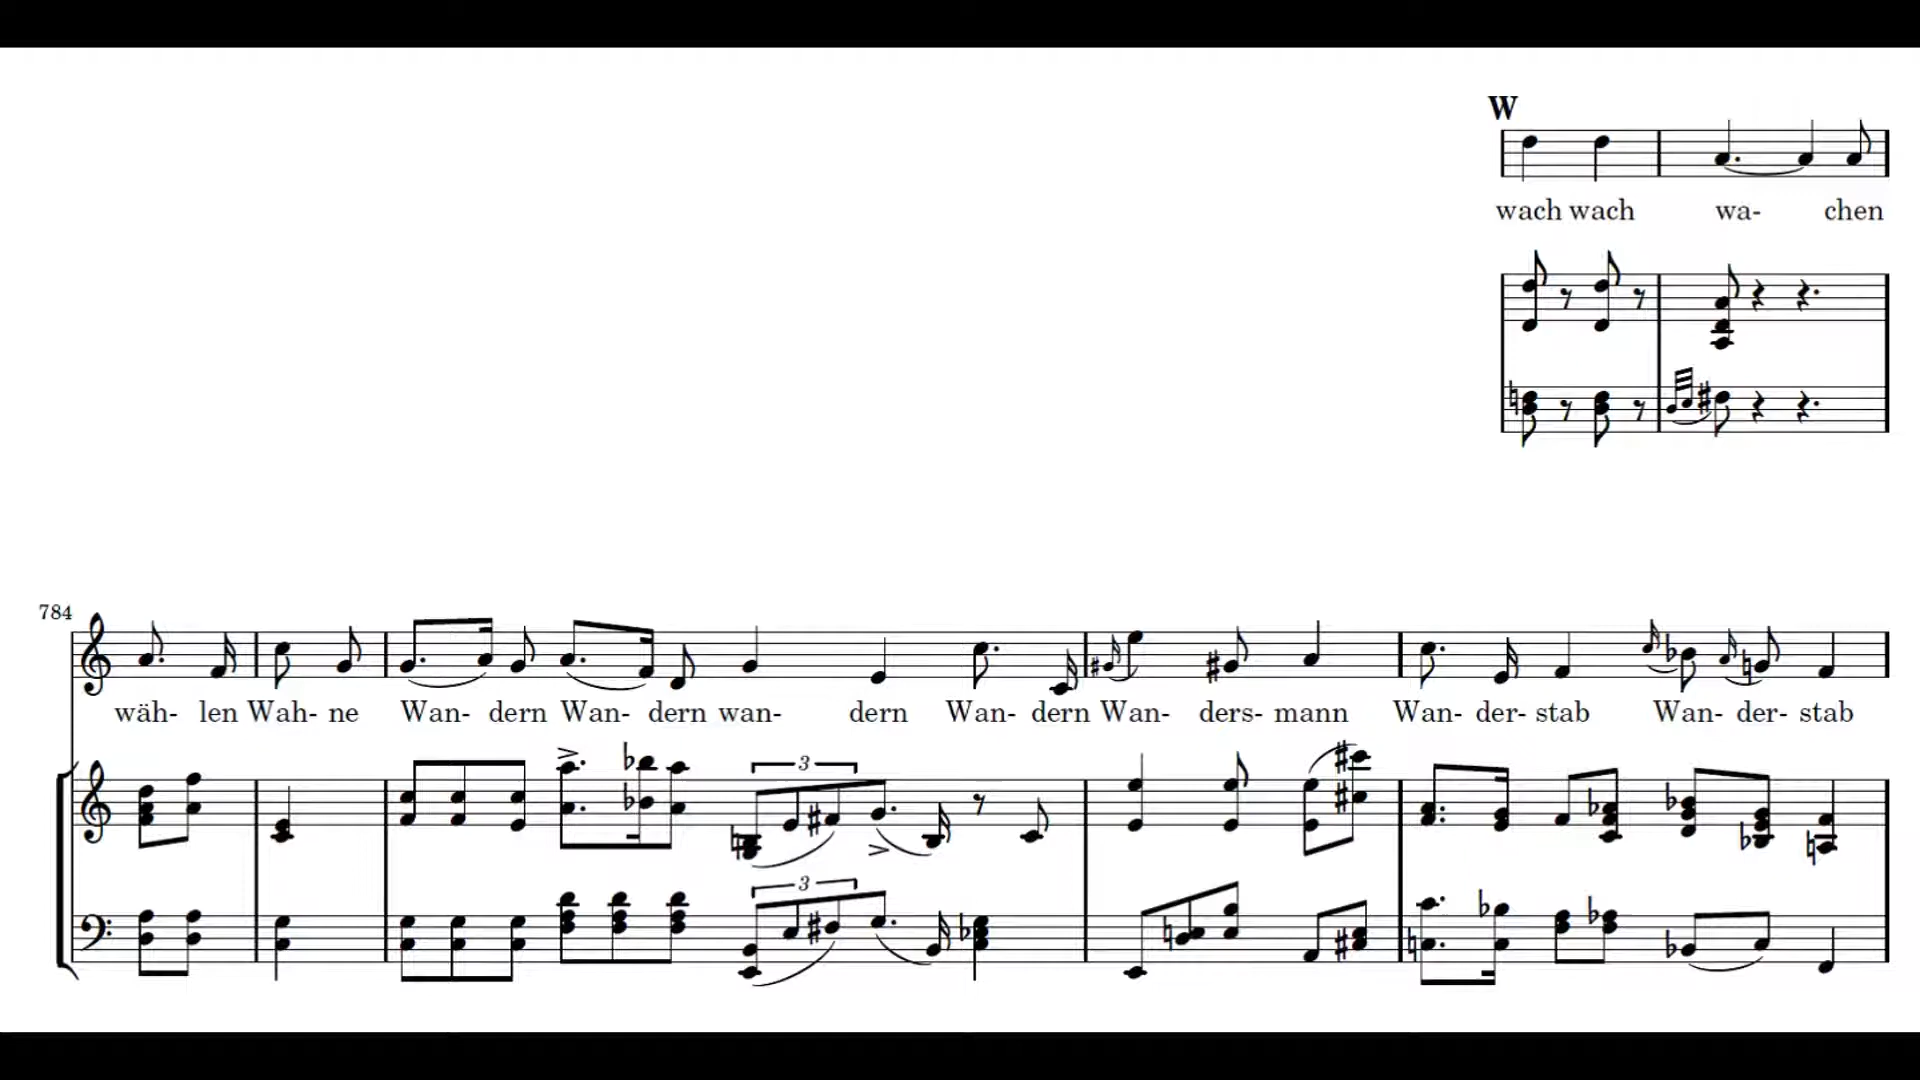 W
wach wach wa- chen
784
wäh- len Wah- ne Wan- dern Wan- dern wan- dern Wan- dern Wan- ders- mann Wan- der- stab Wan- der- stab
3
3